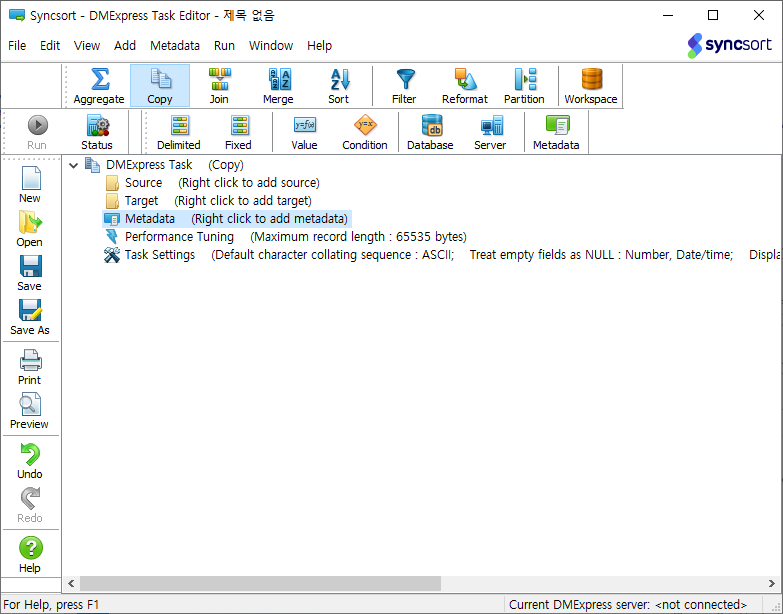 Syncsort - DMExpress Task Editor - 제목 없음
File Edit View Add Metadata Run Window Help
syncsort
Aggregate Copy Join Merge Sort Filter Reformat Partition Workspace
Run Status Delimited Fixed Value Condition Database Server Metadata
DMExpress Task (Copy)
Source (Right click to add source)
Target (Right click to add target)
Metadata (Right click to add metadata)
Performance Tuning (Maximum record length : 65535 bytes)
Task Settings (Default character collating sequence : ASCII; Treat empty fields as NULL : Number, Date/time; Displa
New
Open
Save
Save As
Print
Preview
Undo
Redo
Help
For Help, press F1 Current DMExpress server: <not connected>